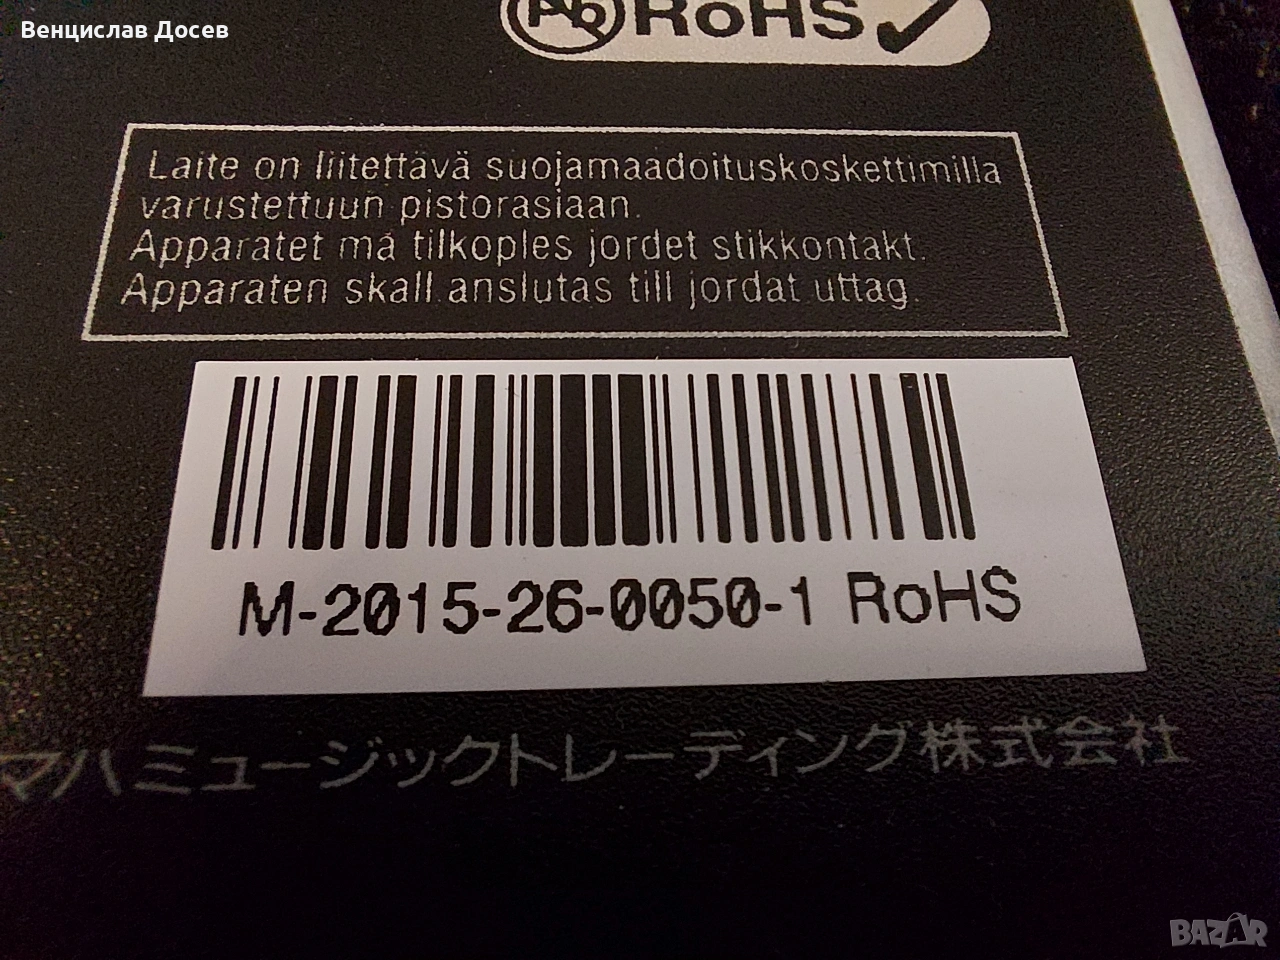 Венцислав Досев
Pb RoHS
Laite on liitettävä suojamaadoituskoskettimilla
varustettuun pistorasiaan.
Apparatet må tilkoples jordet stikkontakt.
Apparaten skall anslutas till jordat uttag.
M-2015-26-0050-1 RoHS
マハミュージックトレーディング株式会社
BAZAR